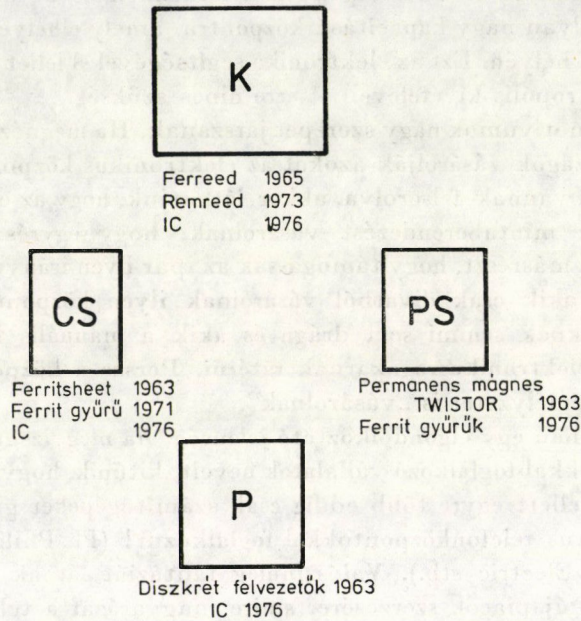 K
Ferreed 1965
Remreed 1973
IC 1976
CS
Ferritsheet 1963
Ferrit gyűrű 1971
IC 1976
PS
Permanens mágnes
TWISTOR 1963
Ferrit gyűrűk 1976
P
Diszkrét félvezetők 1963
IC 1976